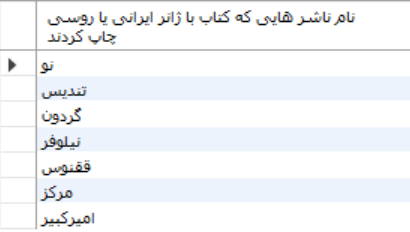 نام ناشر هایی که کتاب با ژانر ایرانی یا روسی
چاپ کردند
نو
تندیس
گردون
نیلوفر
ققنوس
مرکز
امیرکبیر